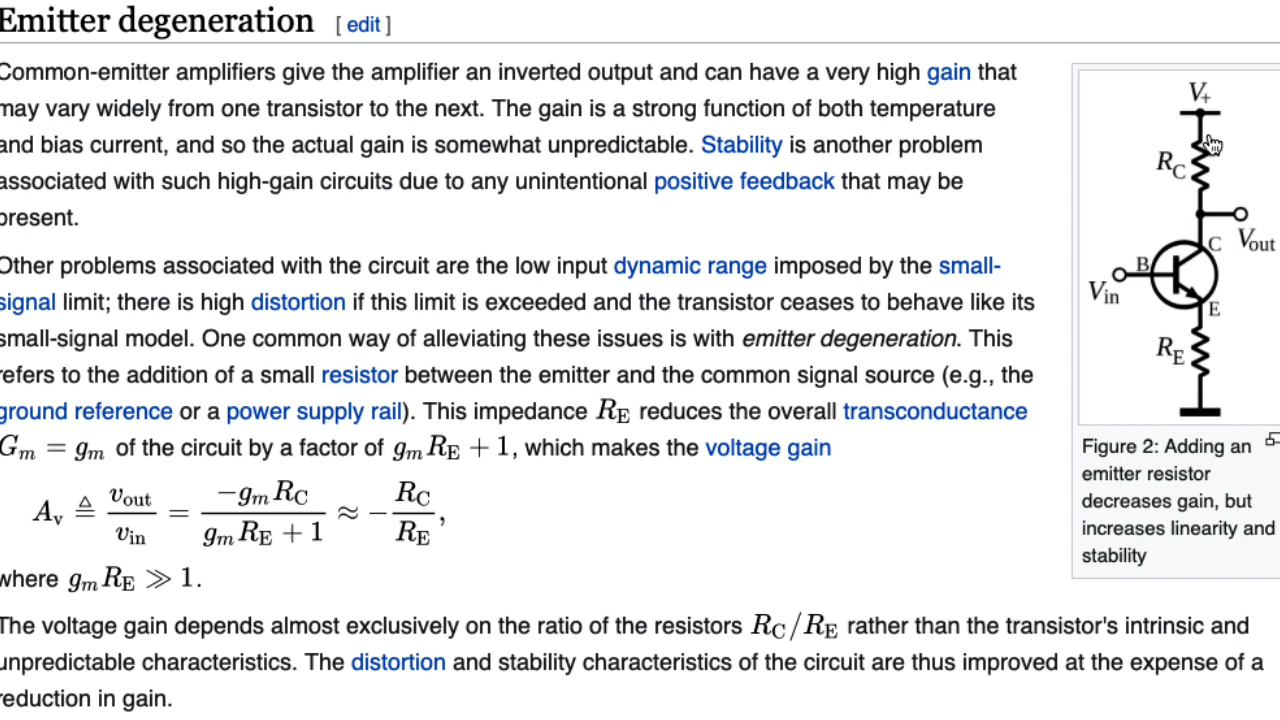 Emitter degeneration [ edit ]
Common-emitter amplifiers give the amplifier an inverted output and can have a very high gain that
may vary widely from one transistor to the next. The gain is a strong function of both temperature
and bias current, and so the actual gain is somewhat unpredictable. Stability is another problem
associated with such high-gain circuits due to any unintentional positive feedback that may be
present.
Other problems associated with the circuit are the low input dynamic range imposed by the small-
signal limit; there is high distortion if this limit is exceeded and the transistor ceases to behave like its
small-signal model. One common way of alleviating these issues is with emitter degeneration. This
refers to the addition of a small resistor between the emitter and the common signal source (e.g., the
ground reference or a power supply rail). This impedance R_E reduces the overall transconductance
G_m = g_m of the circuit by a factor of g_m R_E + 1, which makes the voltage gain
A_v ≜ v_out / v_in = −g_m R_C / (g_m R_E + 1) ≈ − R_C / R_E,
where g_m R_E ≫ 1.
The voltage gain depends almost exclusively on the ratio of the resistors R_C/R_E rather than the transistor's intrinsic and
unpredictable characteristics. The distortion and stability characteristics of the circuit are thus improved at the expense of a
reduction in gain.
V+
R_C
C
V_out
B
V_in
E
R_E
Figure 2: Adding an
emitter resistor
decreases gain, but
increases linearity and
stability